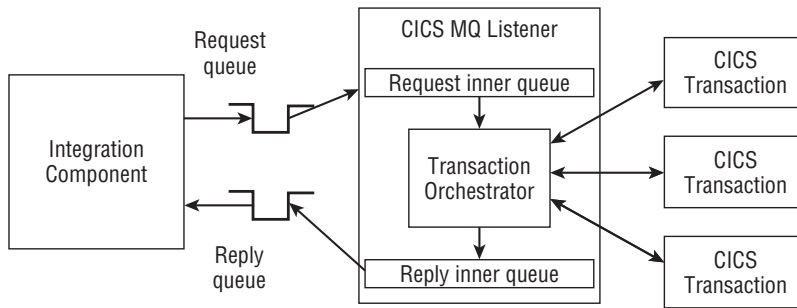 Request
queue
CICS MQ Listener
Request inner queue
CICS
Transaction
Integration
Component
Transaction
Orchestrator
CICS
Transaction
Reply
queue
Reply inner queue
CICS
Transaction